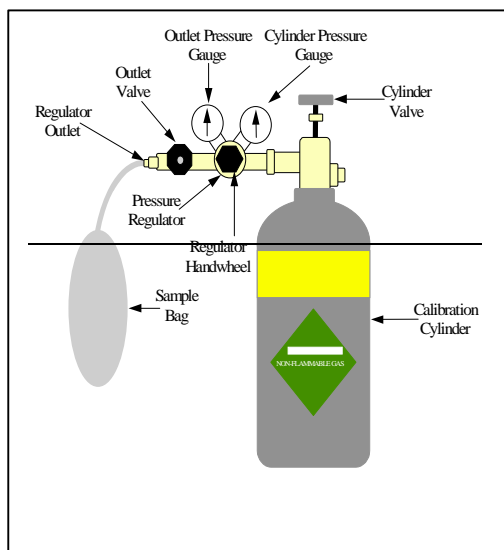 Outlet Pressure
Gauge
Cylinder Pressure
Gauge
Outlet
Valve
Cylinder
Valve
Regulator
Outlet
Pressure
Regulator
Regulator
Handwheel
Sample
Bag
Calibration
Cylinder
NON-FLAMMABLE GAS